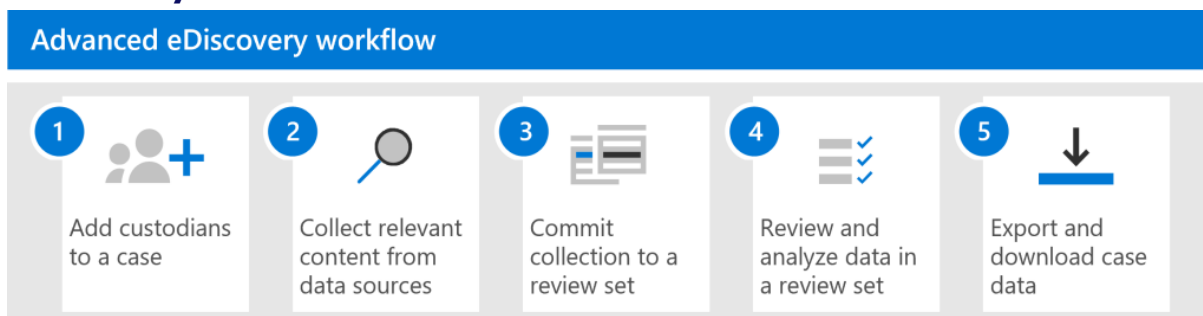 Advanced eDiscovery workflow
1
Add custodians
to a case
2
Collect relevant
content from
data sources
3
Commit
collection to a
review set
4
Review and
analyze data in
a review set
5
Export and
download case
data